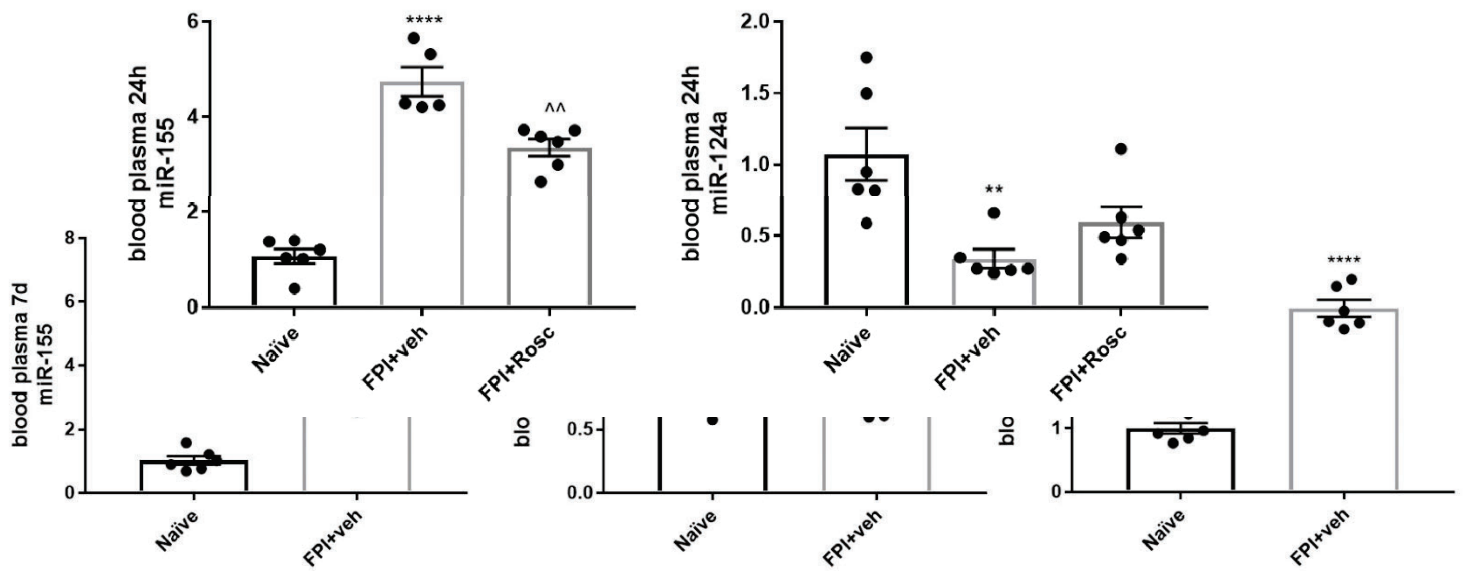 blood plasma 24h
miR-155
6
4
2
0
****
^^
Naïve
FPI+veh
FPI+Rosc
blood plasma 24h
miR-124a
2.0
1.5
1.0
0.5
0.0
**
Naïve
FPI+veh
FPI+Rosc
blood plasma 7d
miR-155
8
6
4
2
0
Naïve
FPI+veh
blo
0.5
0.0
Naïve
FPI+veh
blo
1
0
****
Naïve
FPI+veh